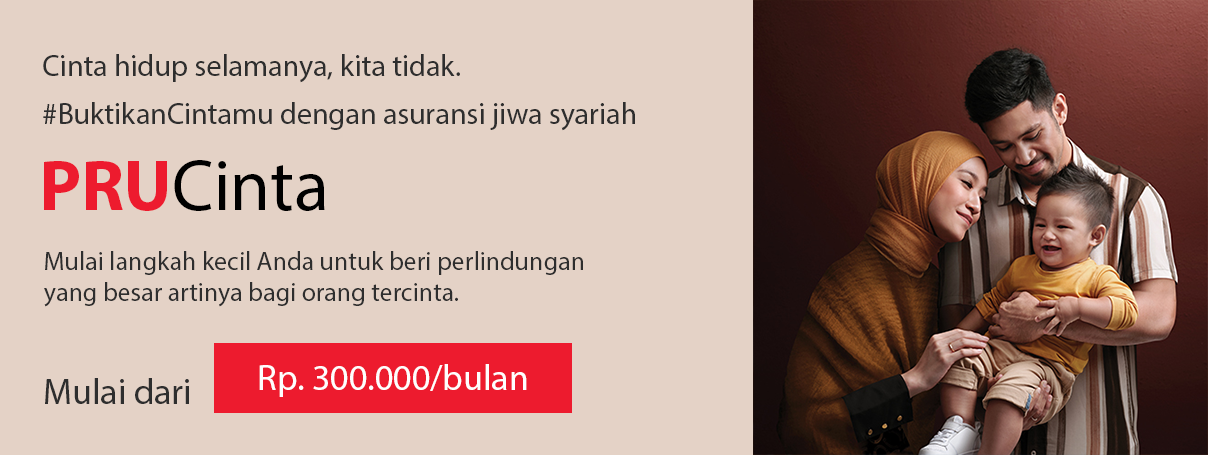 Cinta hidup selamanya, kita tidak.
#BuktikanCintamu dengan asuransi jiwa syariah
PRUCinta
Mulai langkah kecil Anda untuk beri perlindungan
yang besar artinya bagi orang tercinta.
Mulai dari Rp. 300.000/bulan